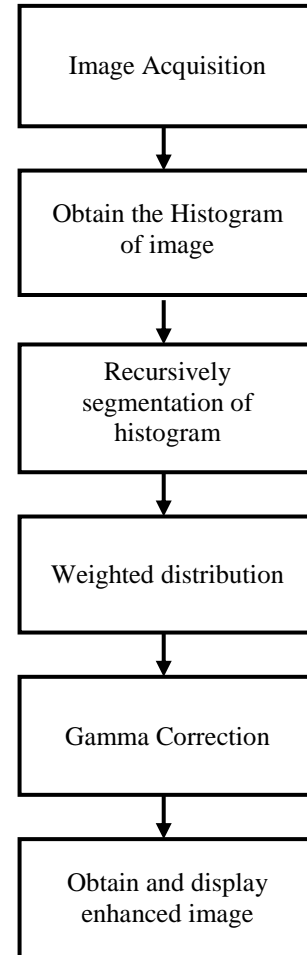 Image Acquisition
Obtain the Histogram
of image
Recursively
segmentation of
histogram
Weighted distribution
Gamma Correction
Obtain and display
enhanced image